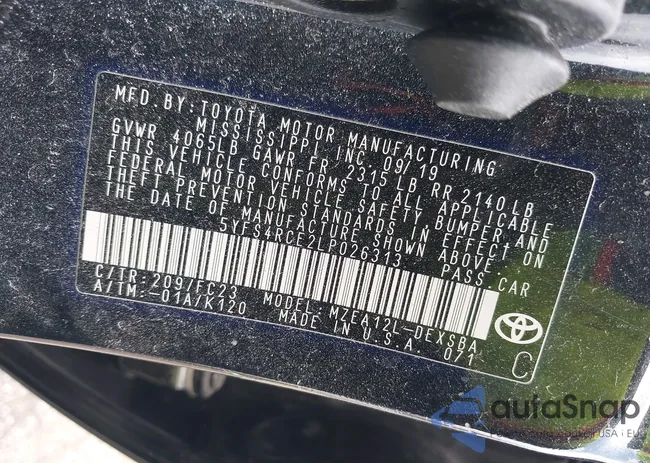 MFD. BY: TOYOTA MOTOR MANUFACTURING
MISSISSIPPI, INC. 09/19
GVWR 4065LB GAWR FR. 2315 LB RR 2140 LB
THIS VEHICLE CONFORMS TO ALL APPLICABLE
FEDERAL MOTOR VEHICLE SAFETY BUMPER AND
THEFT PREVENTION STANDARDS IN EFFECT ON
THE DATE OF MANUFACTURE SHOWN ABOVE.
5YFS4RCE2LP026313 PASS.CAR
C/TR: 209/FC23 MODEL: MZEA12L-DEXSBA
A/TM: -01A/K120 MADE IN U.S.A. 071
C
autoSnap
USA | EU